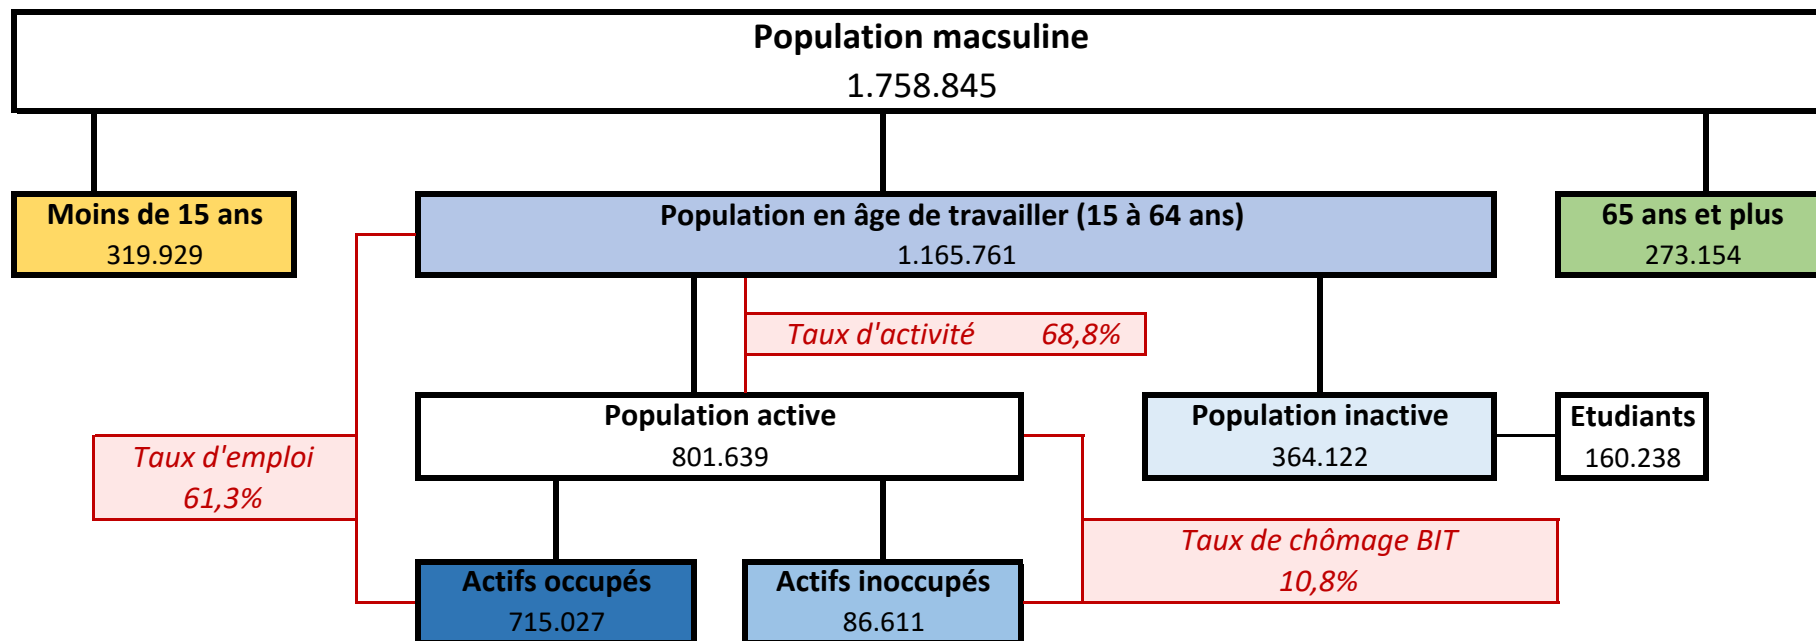 Population macsuline
1.758.845
Moins de 15 ans
319.929
Population en âge de travailler (15 à 64 ans)
1.165.761
65 ans et plus
273.154
Taux d'activité 68,8%
Population active
801.639
Population inactive
364.122
Etudiants
160.238
Taux d'emploi
61,3%
Taux de chômage BIT
10,8%
Actifs occupés
715.027
Actifs inoccupés
86.611